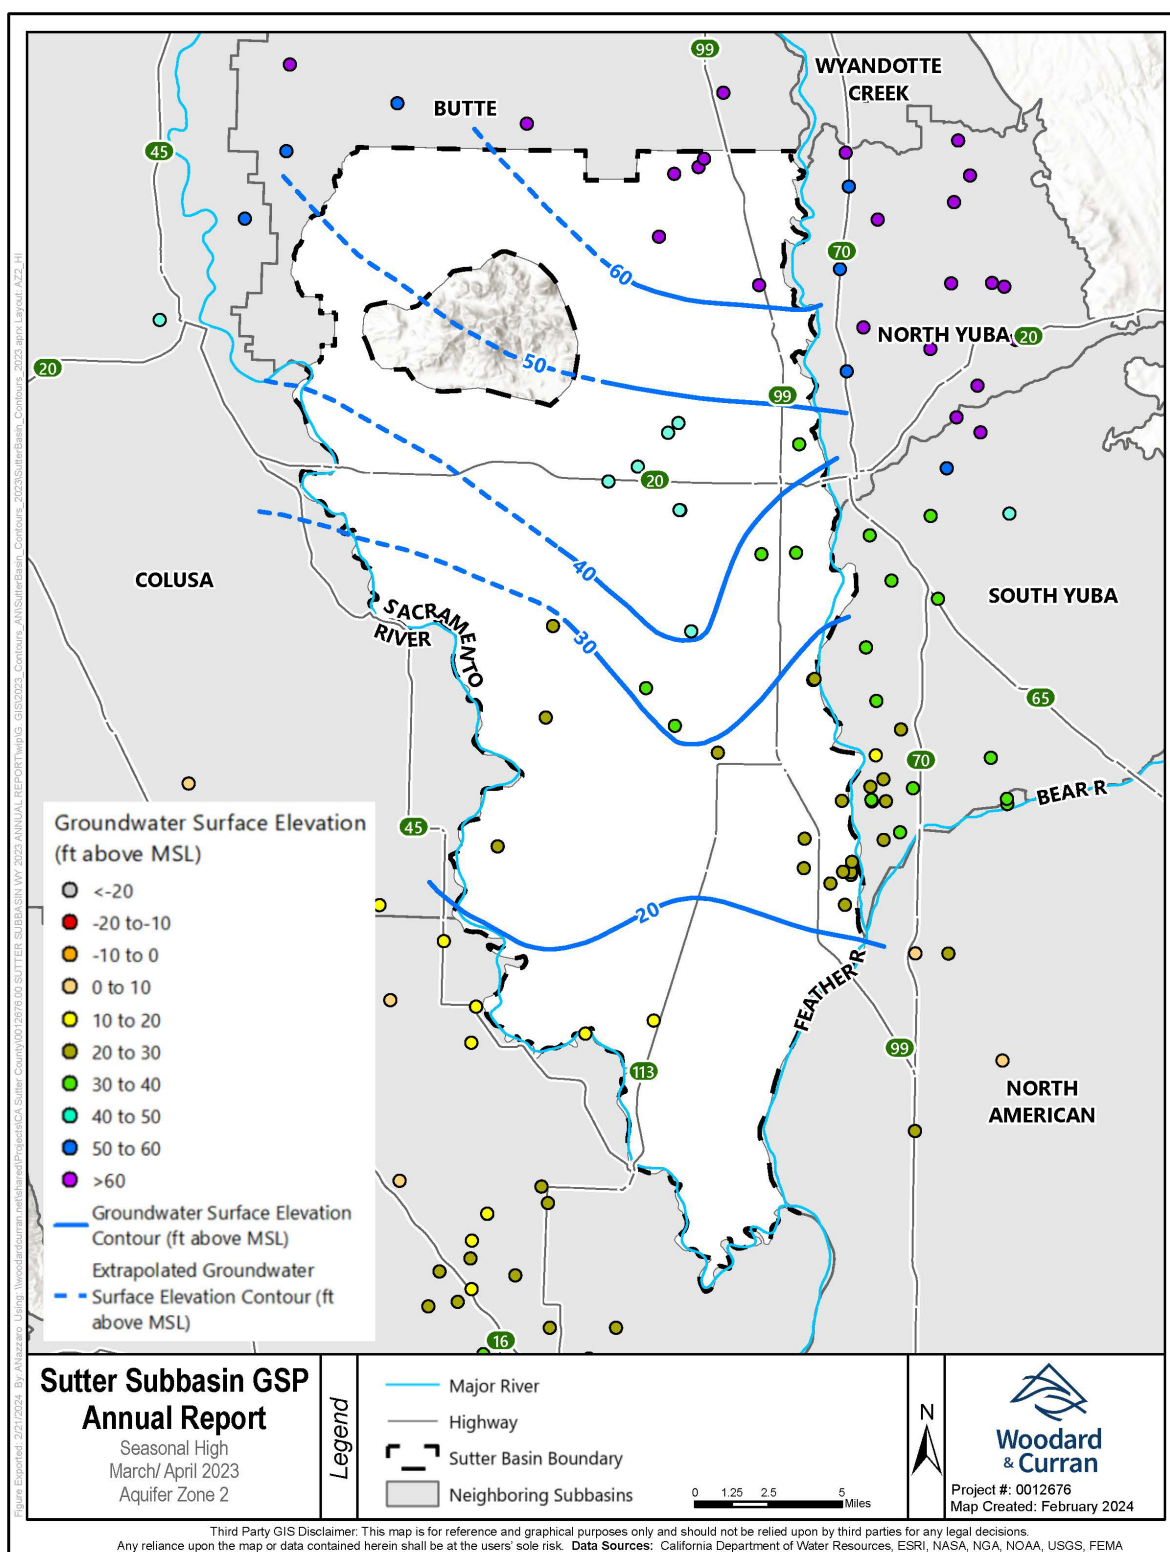 99
WYANDOTTE
CREEK
BUTTE
45
70
60
NORTH YUBA
20
20
50
99
20
40
COLUSA
SOUTH YUBA
SACRAMENTO
RIVER
30
65
70
BEAR R
45
20
FEATHER R
99
113
NORTH
AMERICAN
16
Groundwater Surface Elevation
(ft above MSL)
<-20
-20 to-10
-10 to 0
0 to 10
10 to 20
20 to 30
30 to 40
40 to 50
50 to 60
>60
Groundwater Surface Elevation
Contour (ft above MSL)
Extrapolated Groundwater
Surface Elevation Contour (ft
above MSL)
Sutter Subbasin GSP
Annual Report
Seasonal High
March/ April 2023
Aquifer Zone 2
Legend
Major River
Highway
Sutter Basin Boundary
Neighboring Subbasins
N
0 1.25 2.5 5
Miles
Woodard
& Curran
Project #: 0012676
Map Created: February 2024
Third Party GIS Disclaimer: This map is for reference and graphical purposes only and should not be relied upon by third parties for any legal decisions.
Any reliance upon the map or data contained herein shall be at the users' sole risk. Data Sources: California Department of Water Resources, ESRI, NASA, NGA, NOAA, USGS, FEMA
Figure Exported: 2/21/2024 By: ANazzaro Using: